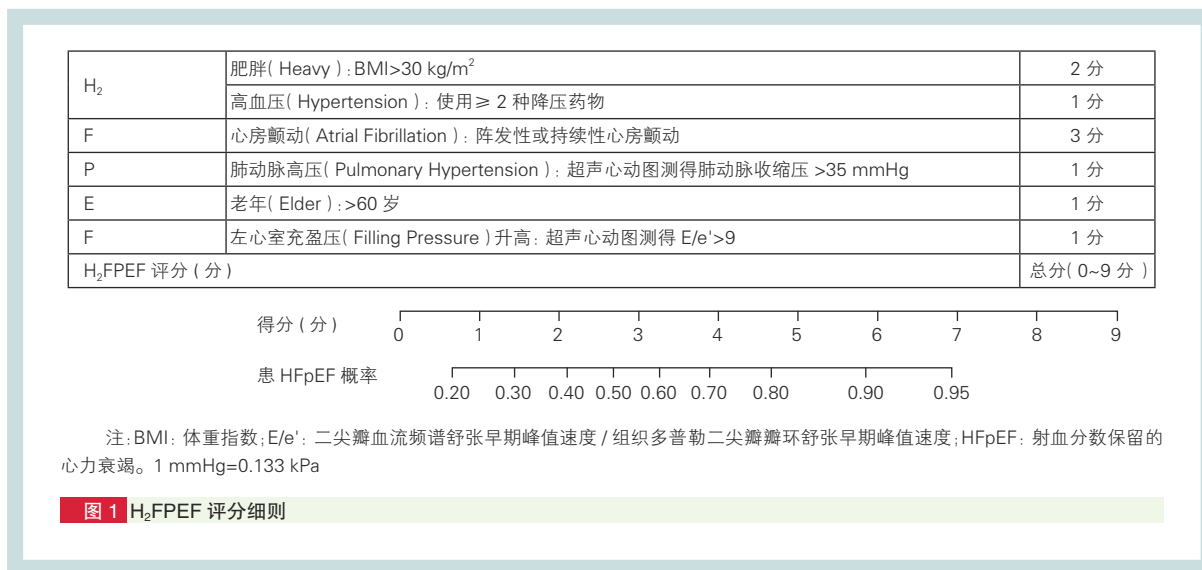 H₂ 肥胖( Heavy ):BMI>30 kg/m² 2 分
高血压( Hypertension ): 使用≥ 2 种降压药物 1 分
F 心房颤动( Atrial Fibrillation ): 阵发性或持续性心房颤动 3 分
P 肺动脉高压( Pulmonary Hypertension ): 超声心动图测得肺动脉收缩压 >35 mmHg 1 分
E 老年( Elder ):>60 岁 1 分
F 左心室充盈压( Filling Pressure )升高: 超声心动图测得 E/e'>9 1 分
H₂FPEF 评分 ( 分 ) 总分( 0~9 分 )
得分 ( 分 ) 0 1 2 3 4 5 6 7 8 9
患 HFpEF 概率 0.20 0.30 0.40 0.50 0.60 0.70 0.80 0.90 0.95
注:BMI: 体重指数;E/e': 二尖瓣血流频谱舒张早期峰值速度 / 组织多普勒二尖瓣瓣环舒张早期峰值速度;HFpEF: 射血分数保留的
心力衰竭。1 mmHg=0.133 kPa
图 1 H₂FPEF 评分细则